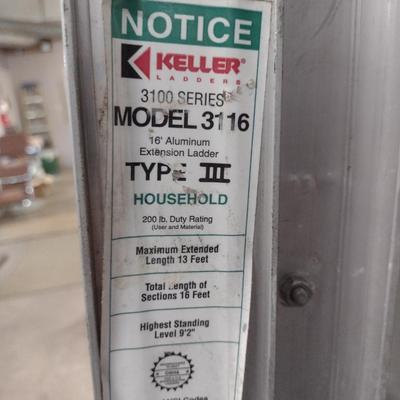 NOTICE
KELLER®
LADDERS
3100 SERIES
MODEL 3116
16' Aluminum
Extension Ladder
TYPE III
HOUSEHOLD
200 lb. Duty Rating
(User and Material)
Maximum Extended
Length 13 Feet
Total Length of
Sections 16 Feet
Highest Standing
Level 9'2"